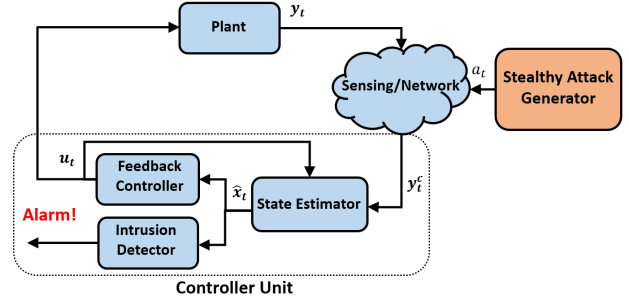 Plant
y_t
Sensing/Network
a_t
Stealthy Attack
Generator
u_t
Feedback
Controller
x̂_t
State Estimator
y_t^c
Alarm!
Intrusion
Detector
Controller Unit